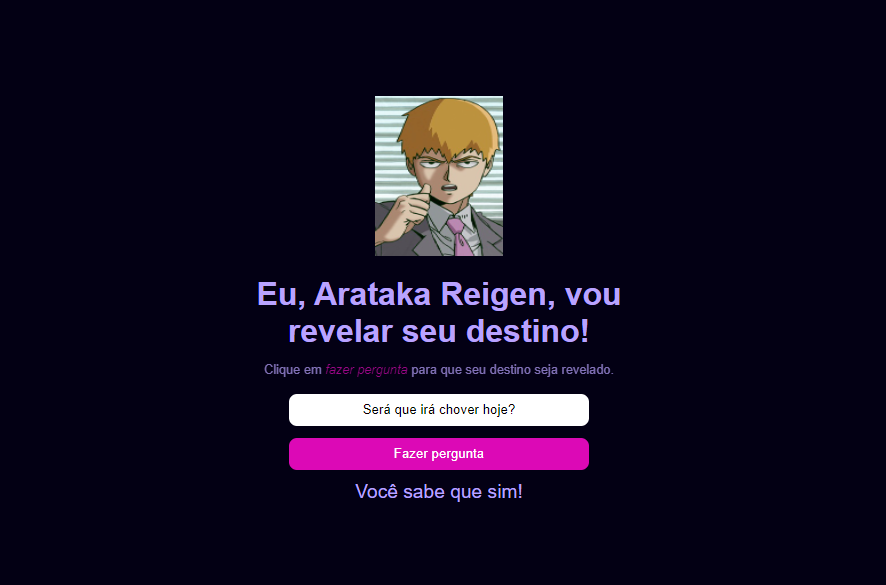 Eu, Arataka Reigen, vou
revelar seu destino!
Clique em fazer pergunta para que seu destino seja revelado.
Será que irá chover hoje?
Fazer pergunta
Você sabe que sim!